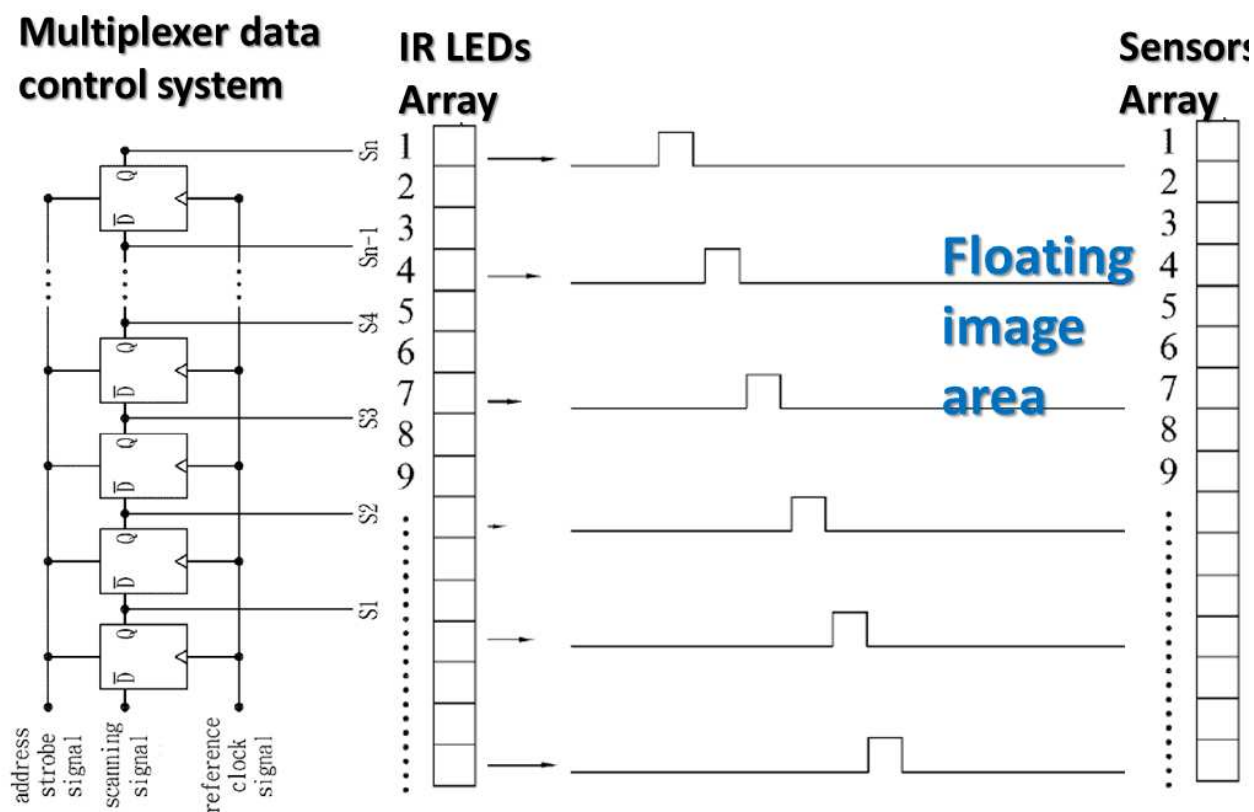 Multiplexer data
control system
IR LEDs
Array
Sensors
Array
Sn
Q
D̅
Sn-1
S4
Q
D̅
S3
Q
D̅
S2
Q
D̅
S1
Q
D̅
address
strobe
signal
scanning
signal
reference
clock
signal
1
2
3
4
5
6
7
8
9
Floating
image
area
1
2
3
4
5
6
7
8
9